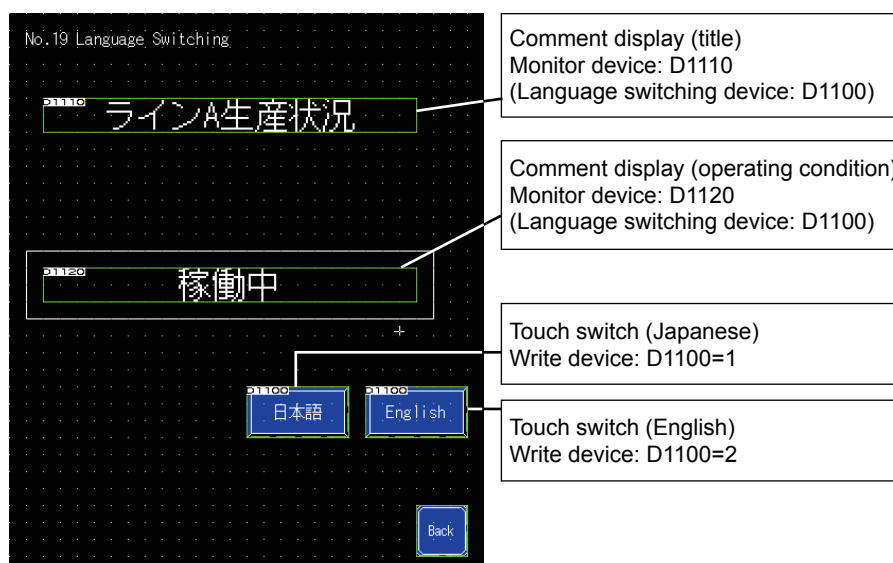 No.19 Language Switching
D1110
ラインA生産状況
D1120
稼働中
D1100
日本語
D1100
English
Back
Comment display (title)
Monitor device: D1110
(Language switching device: D1100)
Comment display (operating condition)
Monitor device: D1120
(Language switching device: D1100)
Touch switch (Japanese)
Write device: D1100=1
Touch switch (English)
Write device: D1100=2